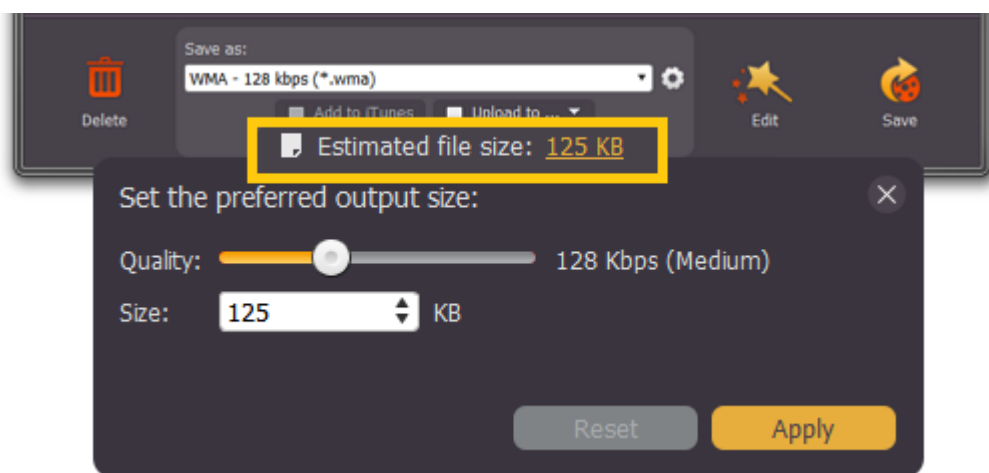 Save as:
WMA - 128 kbps (*.wma)
Delete
Add to iTunes
Upload to ...
Edit
Save
Estimated file size: 125 KB
Set the preferred output size:
Quality: 128 Kbps (Medium)
Size: 125 KB
Reset
Apply